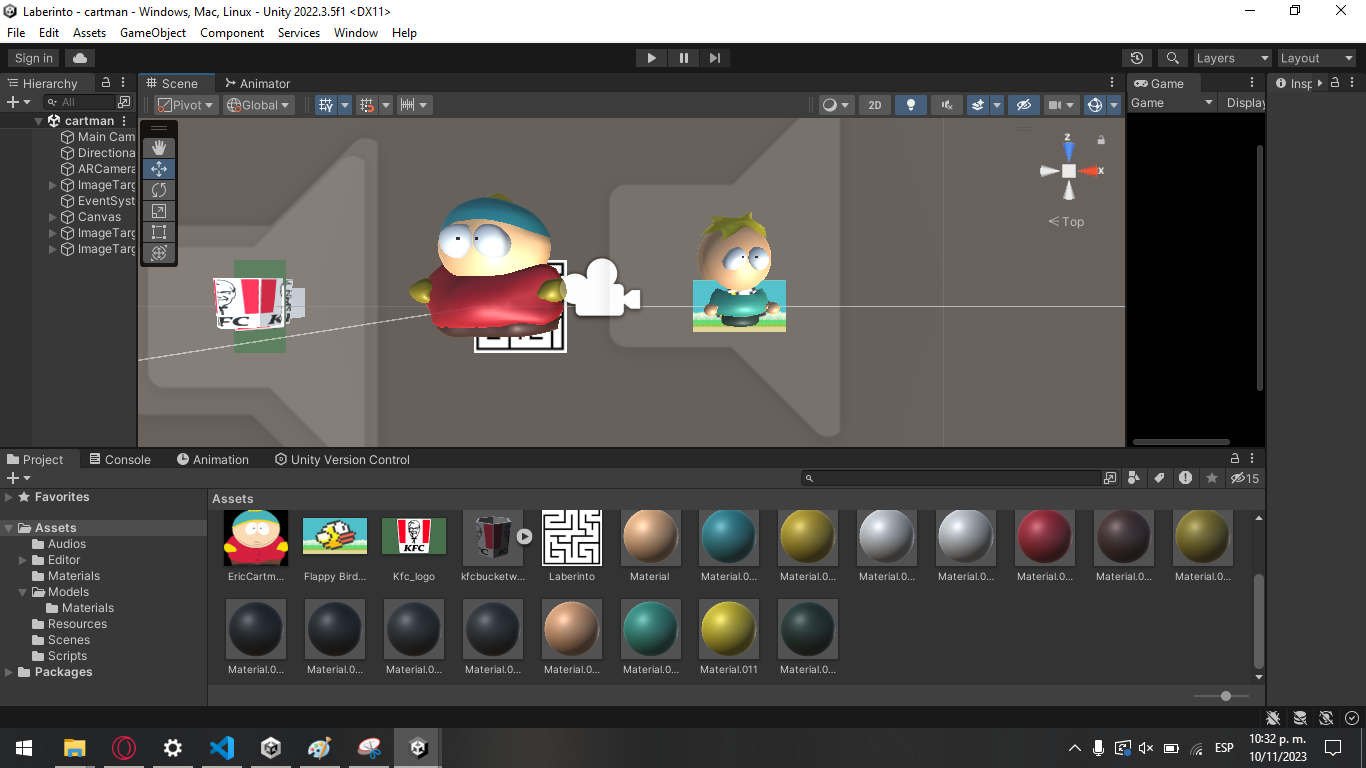 Laberinto - cartman - Windows, Mac, Linux - Unity 2022.3.5f1 <DX11>
File Edit Assets GameObject Component Services Window Help
Sign in Layers Layout
Hierarchy Scene Animator Game Insp
All Pivot Global 2D Game Display
cartman
Main Cam
Directiona
ARCamera
ImageTarg
EventSyst
Canvas
ImageTarg
ImageTarg
z
x
Top
KFC
Project Console Animation Unity Version Control
15
Favorites
Assets
Audios
Editor
Materials
Models
Materials
Resources
Scenes
Scripts
Packages
Assets
KFC
EricCartm... Flappy Bird... Kfc_logo kfcbucketw... Laberinto Material Material.0... Material.0... Material.0... Material.0... Material.0... Material.0... Material.0...
Material.0... Material.0... Material.0... Material.0... Material.0... Material.0... Material.011 Material.0...
ESP
10:32 p. m.
10/11/2023